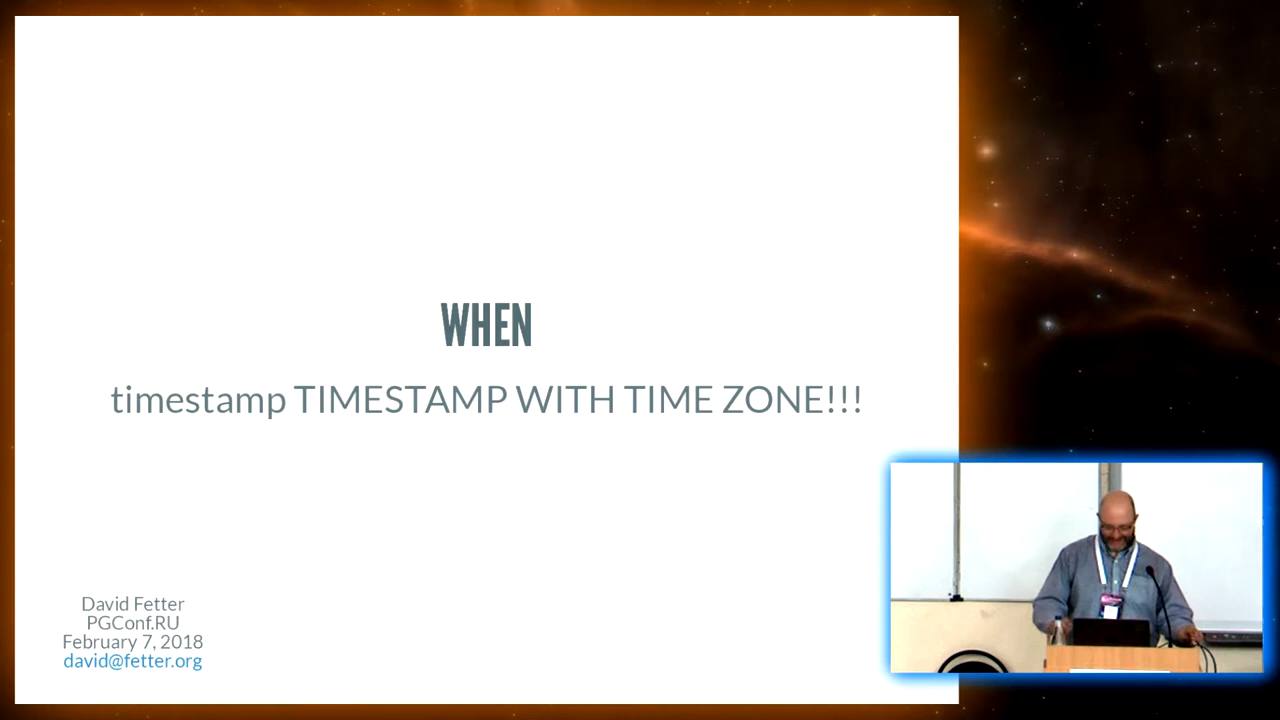 WHEN
timestamp TIMESTAMP WITH TIME ZONE!!!
David Fetter
PGConf.RU
February 7, 2018
david@fetter.org